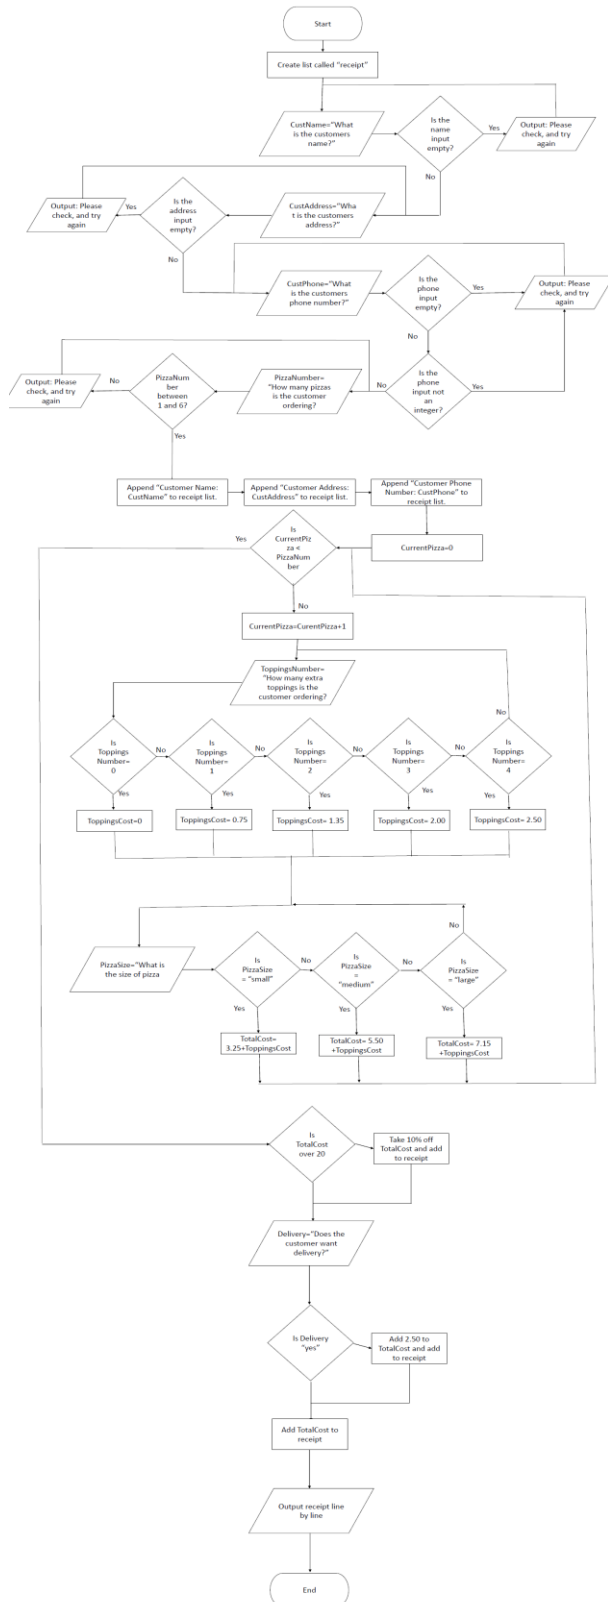 Start
Create list called “receipt”
CustName=“What
is the customers
name?”
Is the
name
input
empty?
Yes
Output: Please
check, and try
again
No
CustAddress=“Wha
t is the customers
address?”
Is the
address
input
empty?
Yes
Output: Please
check, and try
again
No
CustPhone=“What
is the customers
phone number?”
Is the
phone
input
empty?
Yes
Output: Please
check, and try
again
No
Is the
phone
input not
an
integer?
Yes
No
PizzaNumber=
“How many pizzas
is the customer
ordering?
PizzaNum
ber
between
1 and 6?
No
Output: Please
check, and try
again
Yes
Append “Customer Name:
CustName” to receipt list.
Append “Customer Address:
CustAddress” to receipt list.
Append “Customer Phone
Number: CustPhone” to
receipt list.
CurrentPizza=0
Is
CurrentPiz
za <
PizzaNum
ber
Yes
No
CurrentPizza=CurentPizza+1
ToppingsNumber=
“How many extra
toppings is the
customer ordering?
Is
Toppings
Number=
0
No
Is
Toppings
Number=
1
No
Is
Toppings
Number=
2
No
Is
Toppings
Number=
3
No
Is
Toppings
Number=
4
No
Yes
Yes
Yes
Yes
Yes
ToppingsCost=0
ToppingsCost= 0.75
ToppingsCost= 1.35
ToppingsCost= 2.00
ToppingsCost= 2.50
PizzaSize=“What is
the size of pizza
Is
PizzaSize
= “small”
No
Is
PizzaSize
=
“medium”
No
Is
PizzaSize
= “large”
No
Yes
Yes
Yes
TotalCost=
3.25+ToppingsCost
TotalCost= 5.50
+ToppingsCost
TotalCost= 7.15
+ToppingsCost
Is
TotalCost
over 20
Take 10% off
TotalCost and add
to receipt
Delivery=“Does the
customer want
delivery?”
Is Delivery
“yes”
Add 2.50 to
TotalCost and add
to receipt
Add TotalCost to
receipt
Output receipt line
by line
End